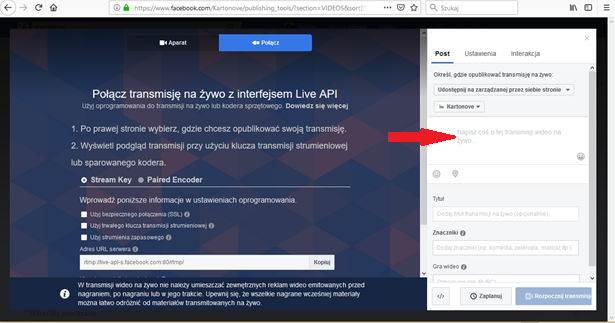 https://www.facebook.com/Kartonove/publishing_tools/?section=VIDEOS&sort
Szukaj
Aparat
Połącz
Połącz transmisję na żywo z interfejsem Live API
Użyj oprogramowania do transmisji na żywo lub kodera sprzętowego. Dowiedz się więcej
1. Po prawej stronie wybierz, gdzie chcesz opublikować swoją transmisję.
2. Wyświetl podgląd transmisji przy użyciu klucza transmisji strumieniowej
lub sparowanego kodera.
Stream Key
Paired Encoder
Wprowadź poniższe informacje w ustawieniach oprogramowania.
Użyj bezpiecznego połączenia (SSL)
Użyj trwałego klucza transmisji strumieniowej
Użyj strumienia zapasowego
Adres URL serwera
rtmp://live-api-s.facebook.com:80/rtmp/
Kopiuj
W transmisji wideo na żywo nie należy umieszczać zewnętrznych reklam wideo emitowanych przed
nagraniem, po nagraniu lub w jego trakcie. Upewnij się, że wszelkie nagrane wcześniej materiały
można łatwo odróżnić od materiałów transmitowanych na żywo.
Post
Ustawienia
Interakcja
Określ, gdzie opublikować transmisję na żywo:
Udostępnij na zarządzanej przez siebie stronie
Kartonove
Napisz coś o tej transmisji wideo na
żywo...
Tytuł
Dodaj tytuł transmisji na żywo (opcjonalnie)
Znaczniki
Dodaj znaczniki (np. komedia, zwierzęta, marijaż itp.)
Gra wideo
</>
Zaplanuj
Rozpocznij transmisję